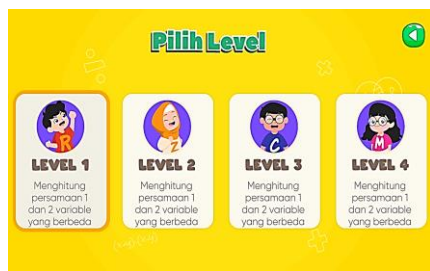 Pilih Level
R
LEVEL 1
Menghitung
persamaan 1
dan 2 variable
yang berbeda
Z
LEVEL 2
Menghitung
persamaan 1
dan 2 variable
yang berbeda
C
LEVEL 3
Menghitung
persamaan 1
dan 2 variable
yang berbeda
M
LEVEL 4
Menghitung
persamaan 1
dan 2 variable
yang berbeda